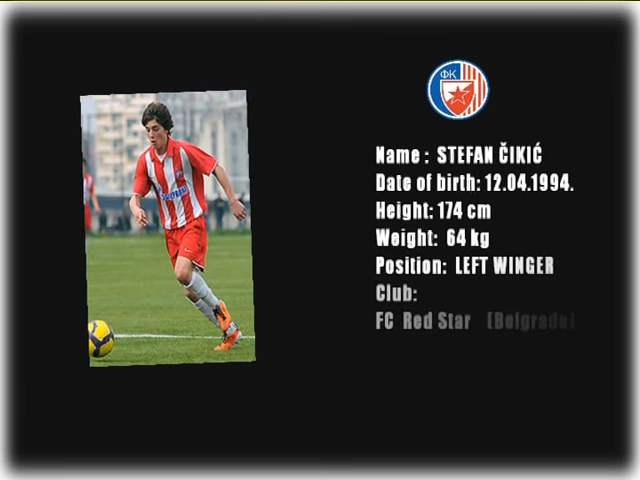 ФК
Name : STEFAN ČIKIĆ
Date of birth: 12.04.1994.
Height: 174 cm
Weight: 64 kg
Position: LEFT WINGER
Club:
FC Red Star (Belgrade)